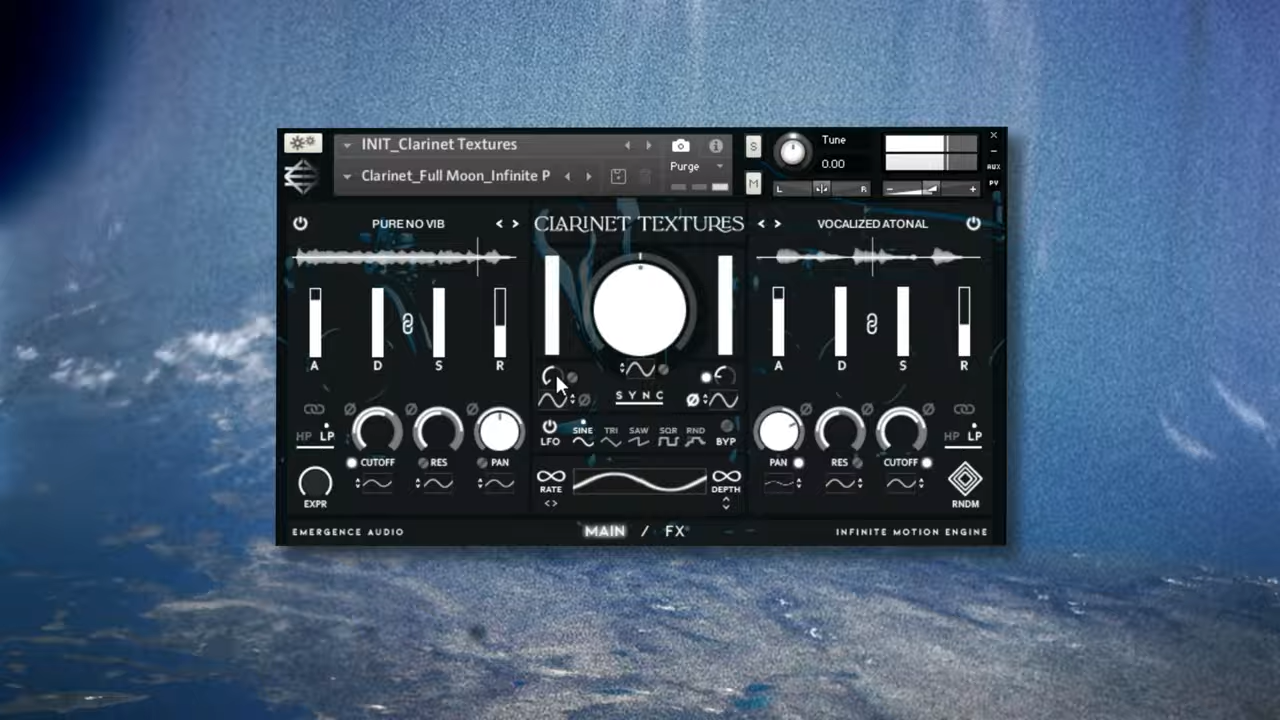 INIT_Clarinet Textures
S
Tune
0.00
Purge
Clarinet_Full Moon_Infinite P
M
L
R
AUX
PV
PURE NO VIB
CLARINET TEXTURES
VOCALIZED ATONAL
A D S R
A D S R
SYNC
HP LP
CUTOFF RES PAN
LFO SINE TRI SAW SQR RND BYP
PAN RES CUTOFF
HP LP
RATE DEPTH
EXPR
RNDM
EMERGENCE AUDIO
MAIN / FX
INFINITE MOTION ENGINE